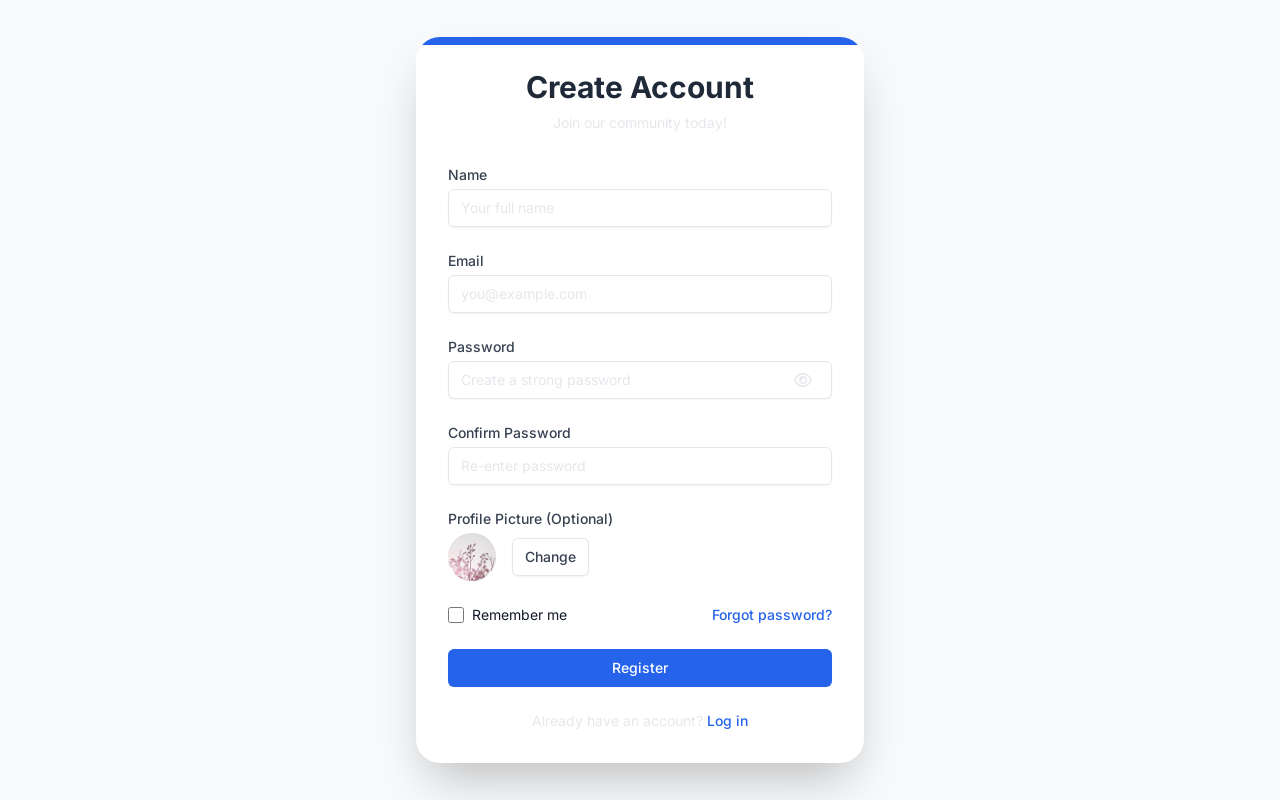 Create Account
Join our community today!
Name
Your full name
Email
you@example.com
Password
Create a strong password
Confirm Password
Re-enter password
Profile Picture (Optional)
Change
Remember me
Forgot password?
Register
Already have an account? Log in